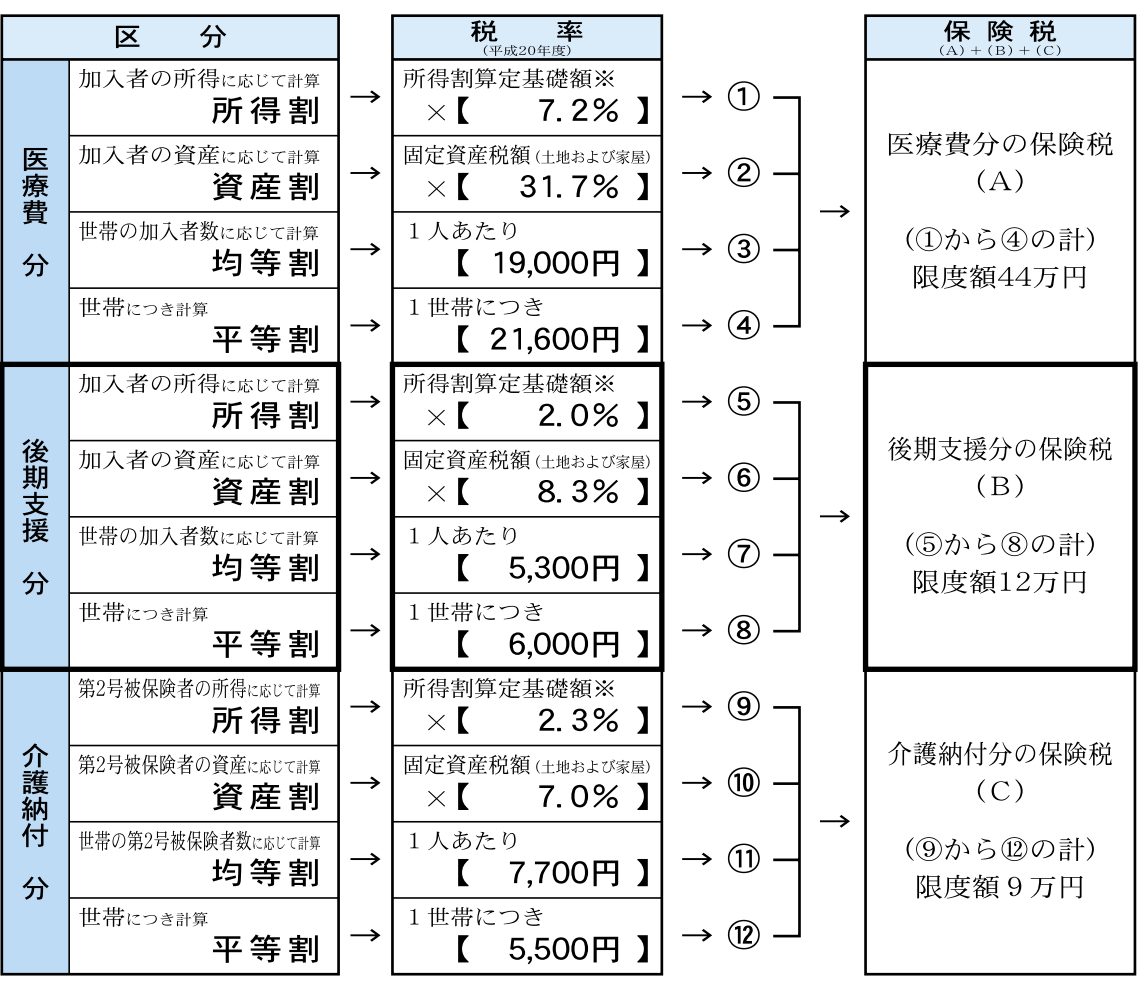 区　分
税　率
(平成20年度)
保 険 税
(A)+(B)+(C)
医療費　分
加入者の所得に応じて計算
所得割
→
所得割算定基礎額※
×【 7.2% 】
→ ①
加入者の資産に応じて計算
資産割
→
固定資産税額(土地および家屋)
×【 31.7% 】
→ ②
世帯の加入者数に応じて計算
均等割
→
1人あたり
【 19,000円 】
→ ③
世帯につき計算
平等割
→
1世帯につき
【 21,600円 】
→ ④
→
医療費分の保険税
(A)
(①から④の計)
限度額44万円
後期支援　分
加入者の所得に応じて計算
所得割
→
所得割算定基礎額※
×【 2.0% 】
→ ⑤
加入者の資産に応じて計算
資産割
→
固定資産税額(土地および家屋)
×【 8.3% 】
→ ⑥
世帯の加入者数に応じて計算
均等割
→
1人あたり
【 5,300円 】
→ ⑦
世帯につき計算
平等割
→
1世帯につき
【 6,000円 】
→ ⑧
→
後期支援分の保険税
(B)
(⑤から⑧の計)
限度額12万円
介護納付　分
第2号被保険者の所得に応じて計算
所得割
→
所得割算定基礎額※
×【 2.3% 】
→ ⑨
第2号被保険者の資産に応じて計算
資産割
→
固定資産税額(土地および家屋)
×【 7.0% 】
→ ⑩
世帯の第2号被保険者数に応じて計算
均等割
→
1人あたり
【 7,700円 】
→ ⑪
世帯につき計算
平等割
→
1世帯につき
【 5,500円 】
→ ⑫
→
介護納付分の保険税
(C)
(⑨から⑫の計)
限度額9万円